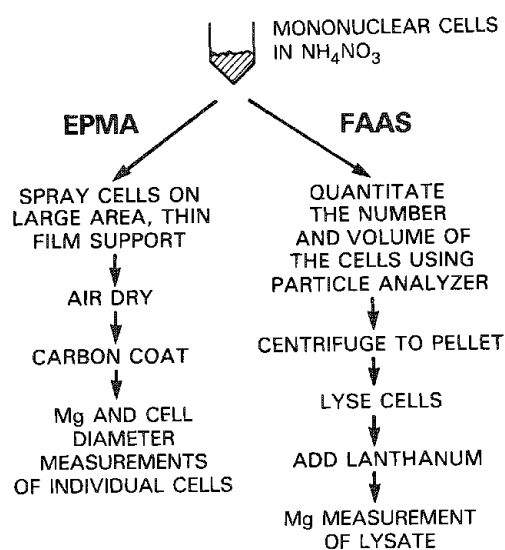 MONONUCLEAR CELLS
IN NH₄NO₃
EPMA
SPRAY CELLS ON
LARGE AREA, THIN
FILM SUPPORT
AIR DRY
CARBON COAT
Mg AND CELL
DIAMETER
MEASUREMENTS
OF INDIVIDUAL CELLS
FAAS
QUANTITATE
THE NUMBER
AND VOLUME OF
THE CELLS USING
PARTICLE ANALYZER
CENTRIFUGE TO PELLET
LYSE CELLS
ADD LANTHANUM
Mg MEASUREMENT
OF LYSATE